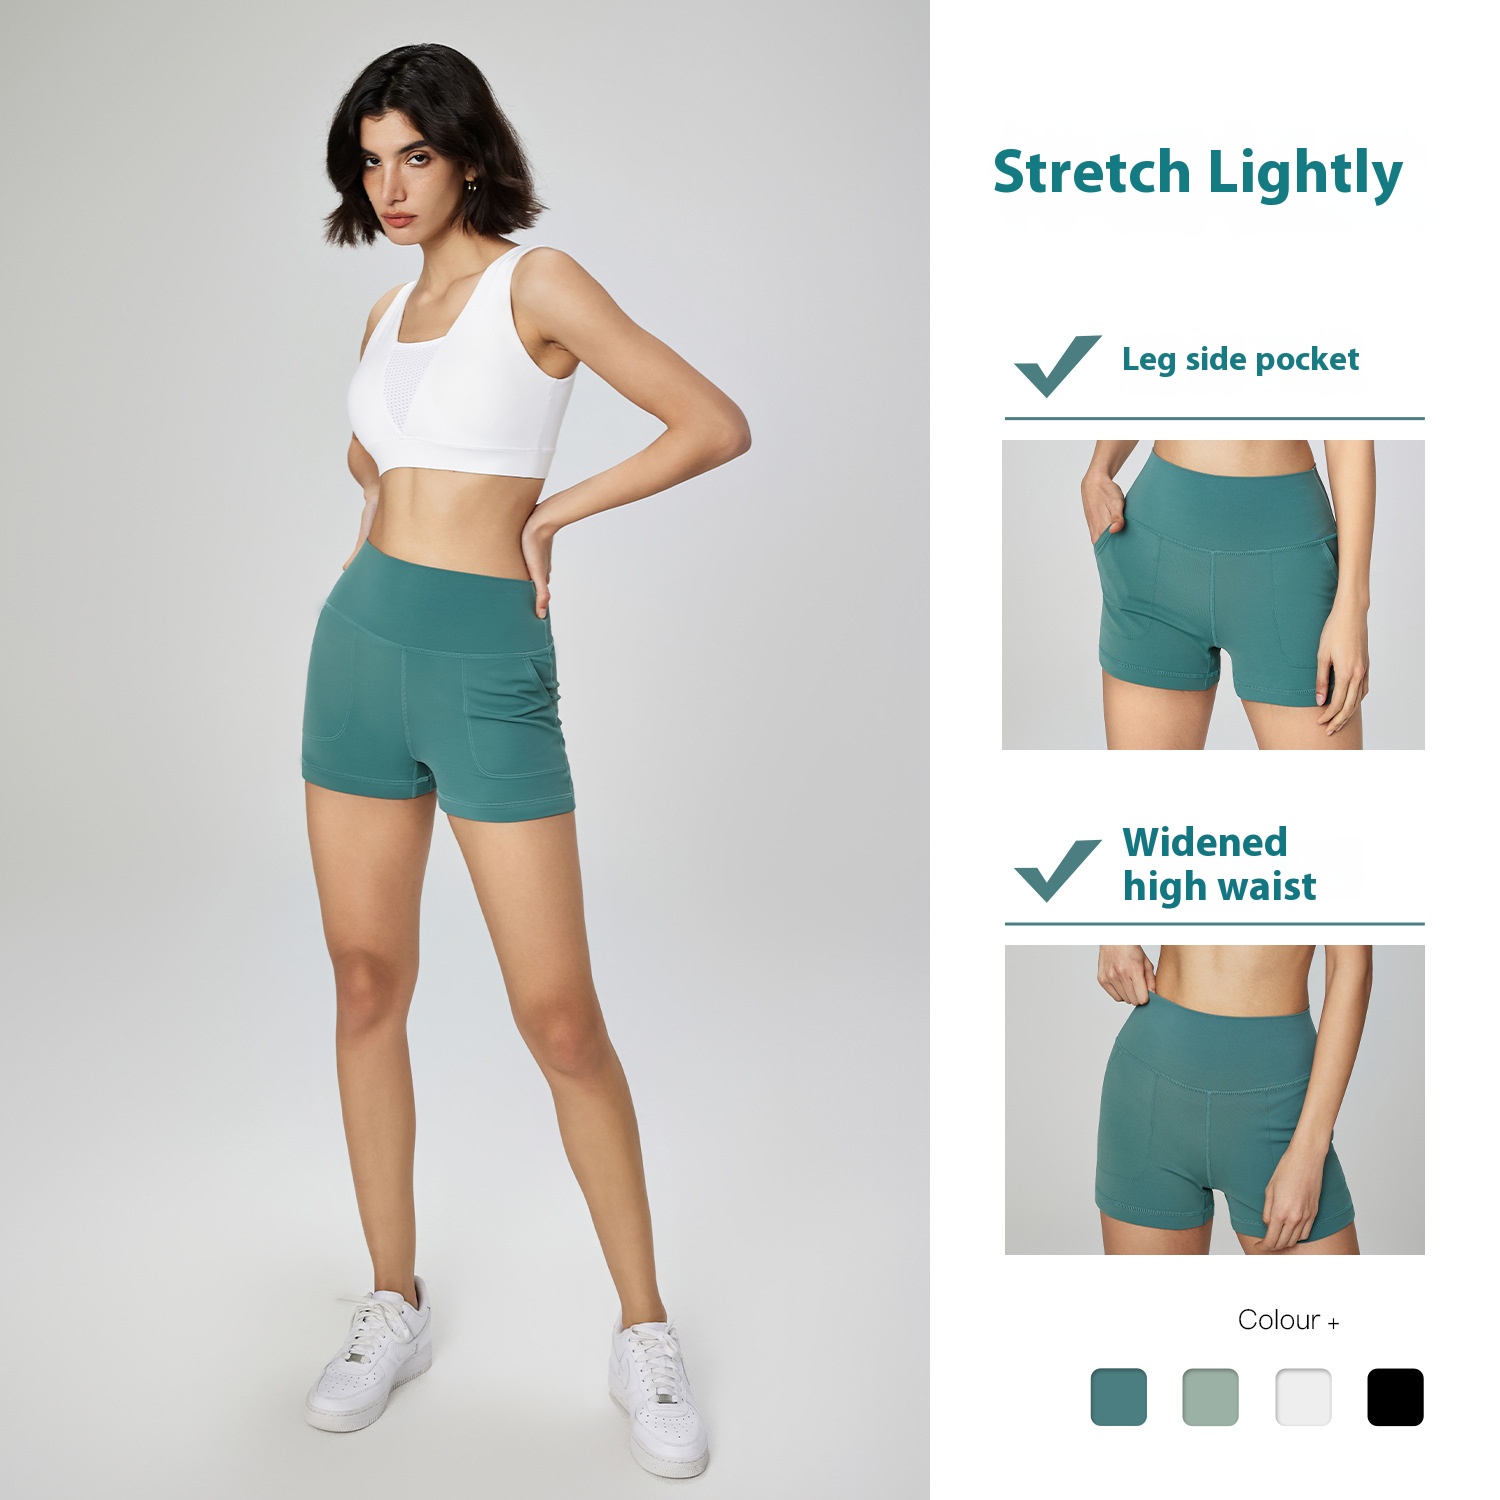 Stretch Lightly
Leg side pocket
Widened
high waist
Colour +